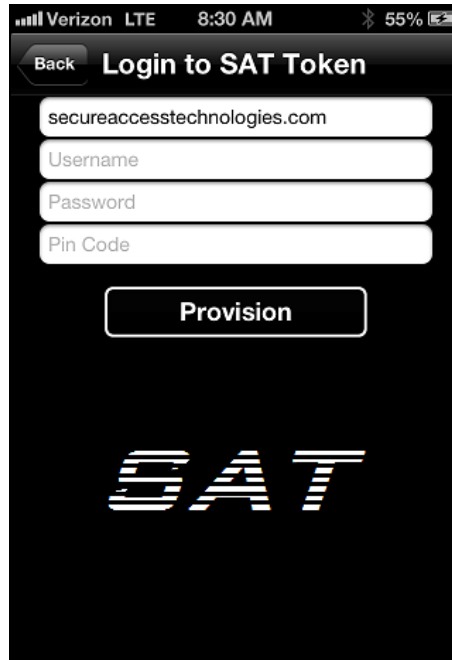 Verizon LTE 8:30 AM 55%
Back Login to SAT Token
secureaccesstechnologies.com
Username
Password
Pin Code
Provision
SAT